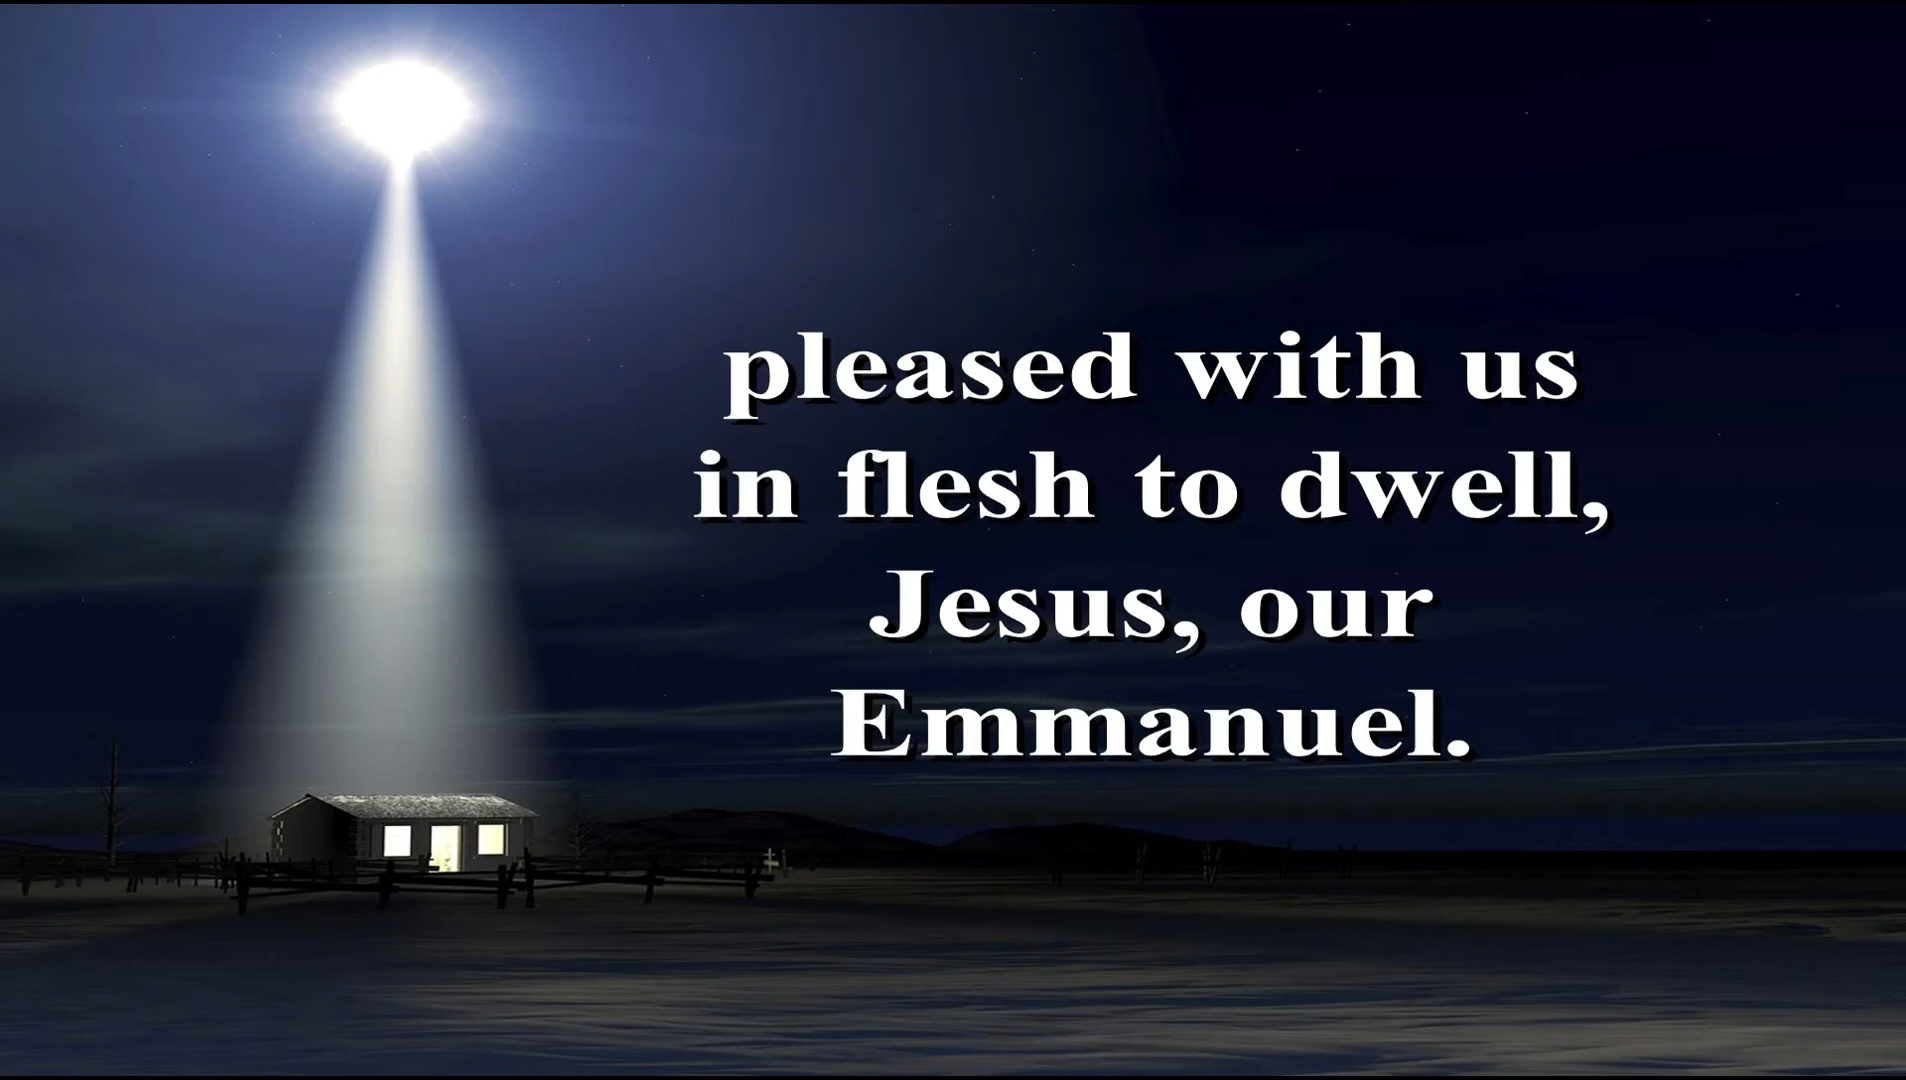 pleased with us
in flesh to dwell,
Jesus, our
Emmanuel.